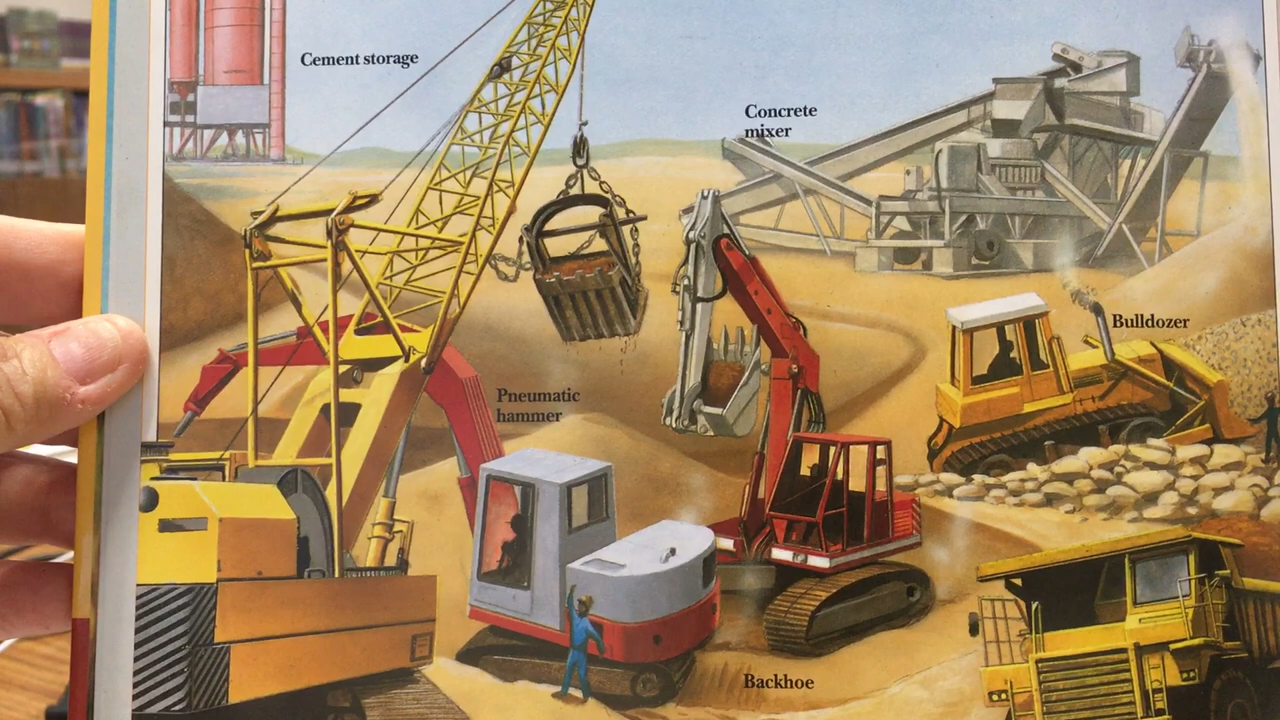 Cement storage
Concrete
mixer
Bulldozer
Pneumatic
hammer
Backhoe